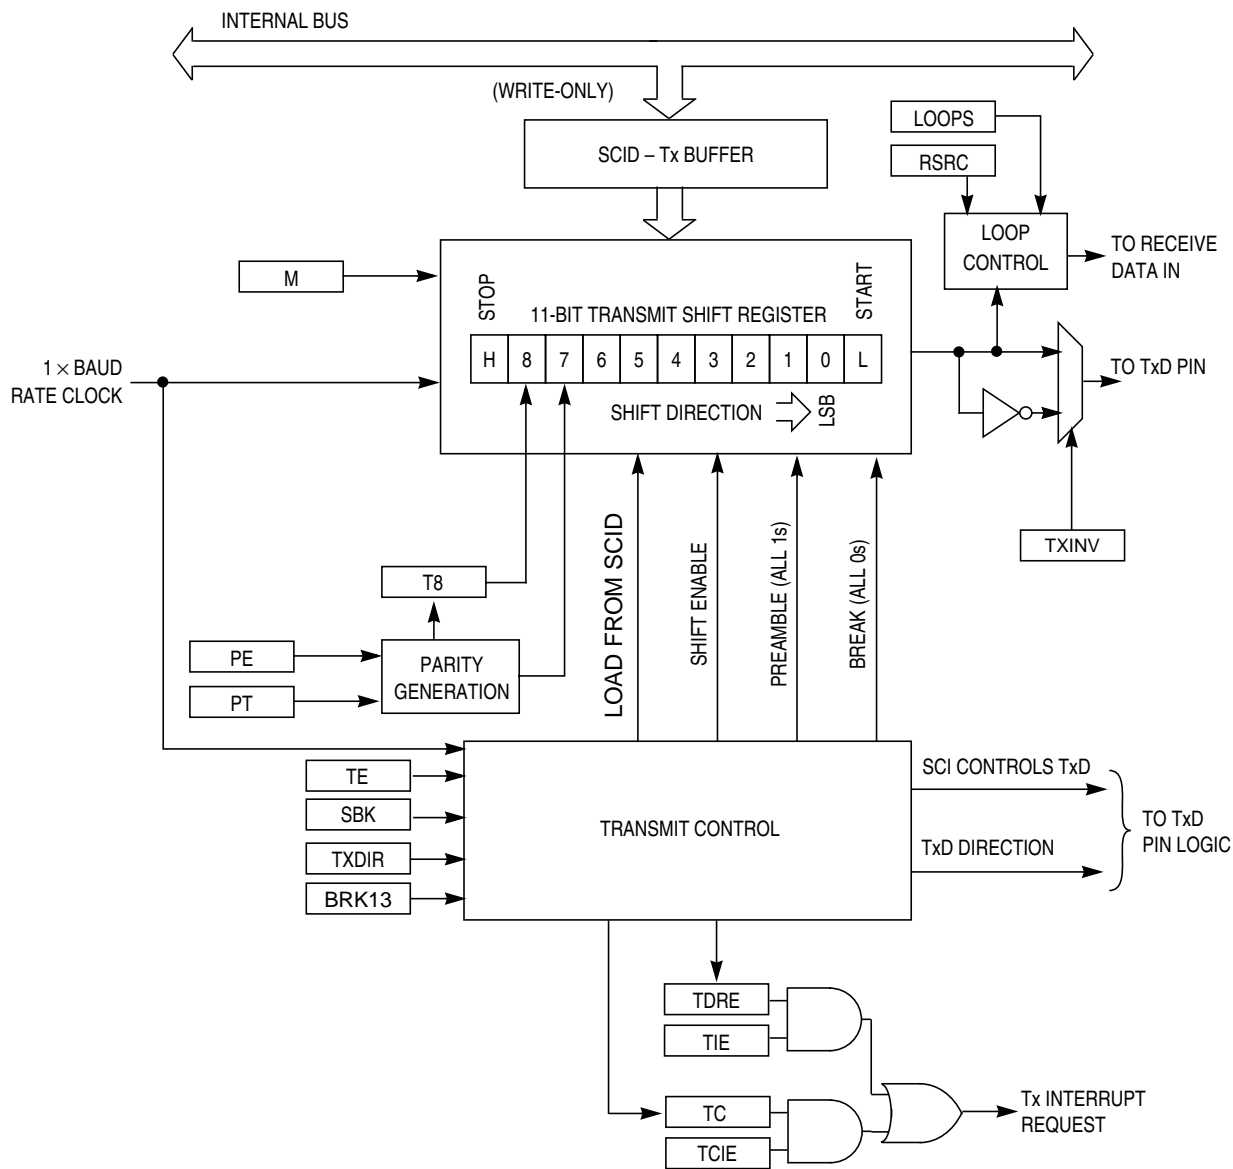 INTERNAL BUS
(WRITE-ONLY)
SCID – Tx BUFFER
LOOPS
RSRC
LOOP
CONTROL
TO RECEIVE
DATA IN
M
STOP
START
11-BIT TRANSMIT SHIFT REGISTER
H 8 7 6 5 4 3 2 1 0 L
1 × BAUD
RATE CLOCK
SHIFT DIRECTION
LSB
TO TxD PIN
TXINV
LOAD FROM SCID
SHIFT ENABLE
PREAMBLE (ALL 1s)
BREAK (ALL 0s)
T8
PE
PT
PARITY
GENERATION
TE
SBK
TXDIR
BRK13
TRANSMIT CONTROL
SCI CONTROLS TxD
TxD DIRECTION
TO TxD
PIN LOGIC
TDRE
TIE
TC
TCIE
Tx INTERRUPT
REQUEST